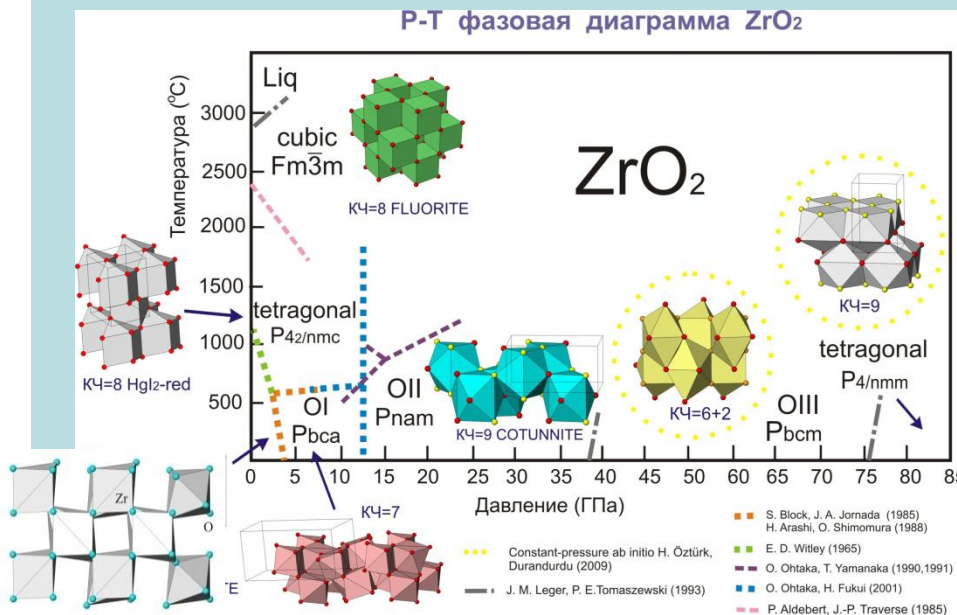 P-T фазовая диаграмма ZrO₂
Температура (⁰C)
3000
2500
2000
1500
1000
500
Liq
cubic
Fm3̅m
КЧ=8 FLUORITE
ZrO₂
КЧ=9
tetragonal
P4/nmm
tetragonal
P42/nmc
КЧ=8 HgI₂-red
OI
Pbca
OII
Pnam
КЧ=9 COTUNNITE
КЧ=6+2
OIII
Pbcm
0 5 10 15 20 25 30 35 40 45 50 55 60 65 70 75 80 85
Давление (ГПа)
Zr
O
КЧ=7
Constant-pressure ab initio H. Öztürk,
Durandurdu (2009)
J. M. Leger, P. E.Tomaszewski (1993)
S. Block, J. A. Jornada (1985)
H. Arashi, O. Shimomura (1988)
E. D. Witley (1965)
O. Ohtaka, T. Yamanaka (1990,1991)
O. Ohtaka, H. Fukui (2001)
P. Aldebert, J.-P. Traverse (1985)